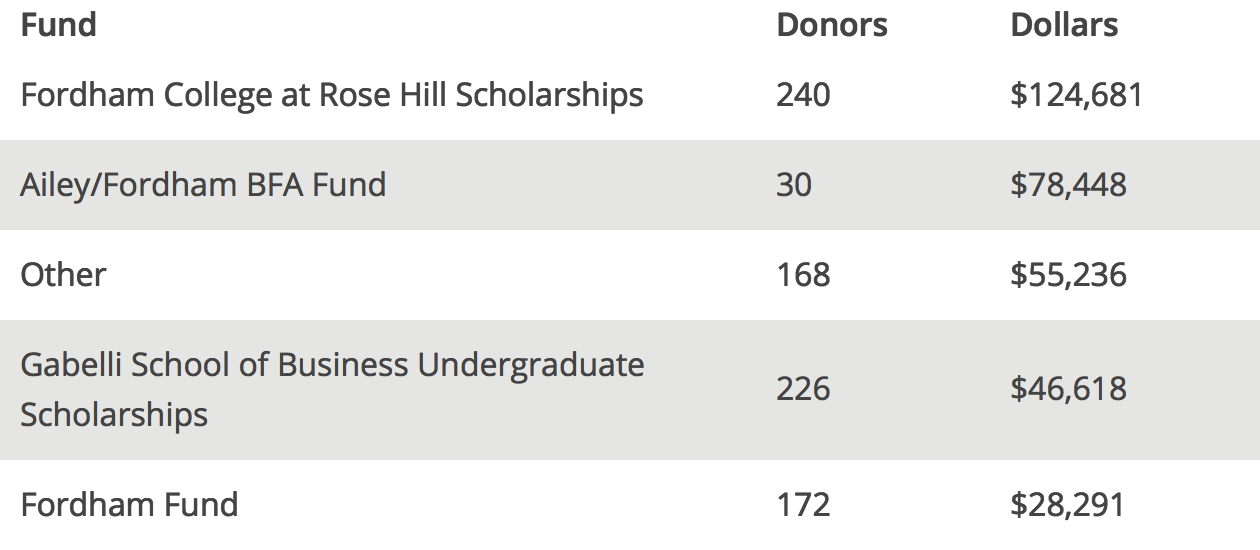 Fund Donors Dollars
Fordham College at Rose Hill Scholarships 240 $124,681
Ailey/Fordham BFA Fund 30 $78,448
Other 168 $55,236
Gabelli School of Business Undergraduate
Scholarships 226 $46,618
Fordham Fund 172 $28,291